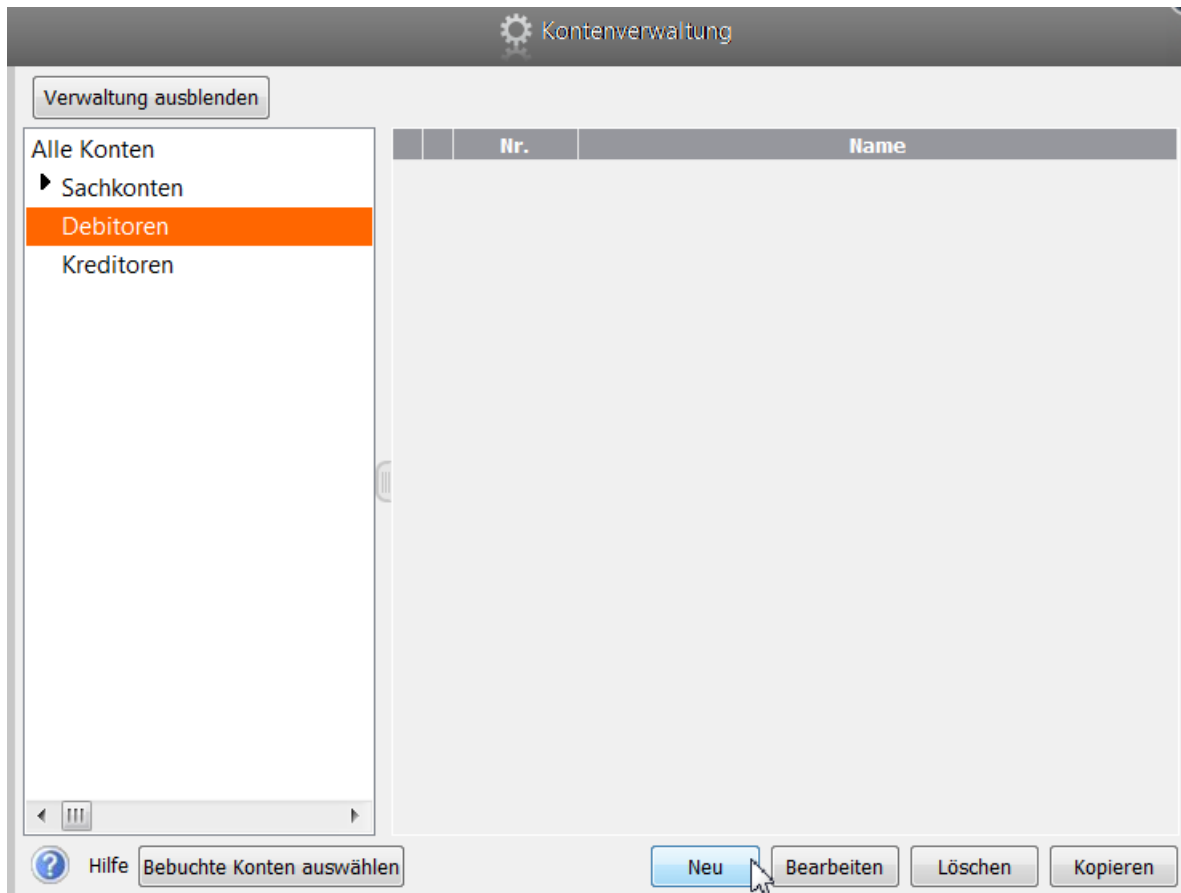 Kontenverwaltung
Verwaltung ausblenden
Alle Konten
Sachkonten
Debitoren
Kreditoren
Nr. Name
Hilfe Bebuchte Konten auswählen Neu Bearbeiten Löschen Kopieren